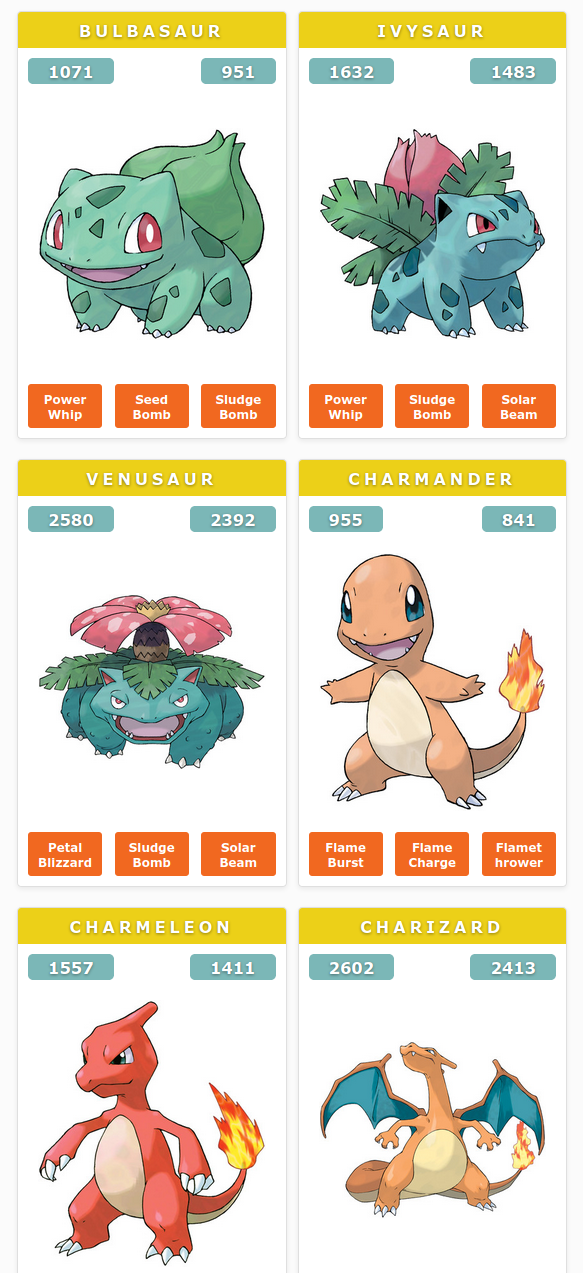 BULBASAUR
1071 951
Power Whip
Seed Bomb
Sludge Bomb
IVYSAUR
1632 1483
Power Whip
Sludge Bomb
Solar Beam
VENUSAUR
2580 2392
Petal Blizzard
Sludge Bomb
Solar Beam
CHARMANDER
955 841
Flame Burst
Flame Charge
Flamet
hrower
CHARMELEON
1557 1411
CHARIZARD
2602 2413